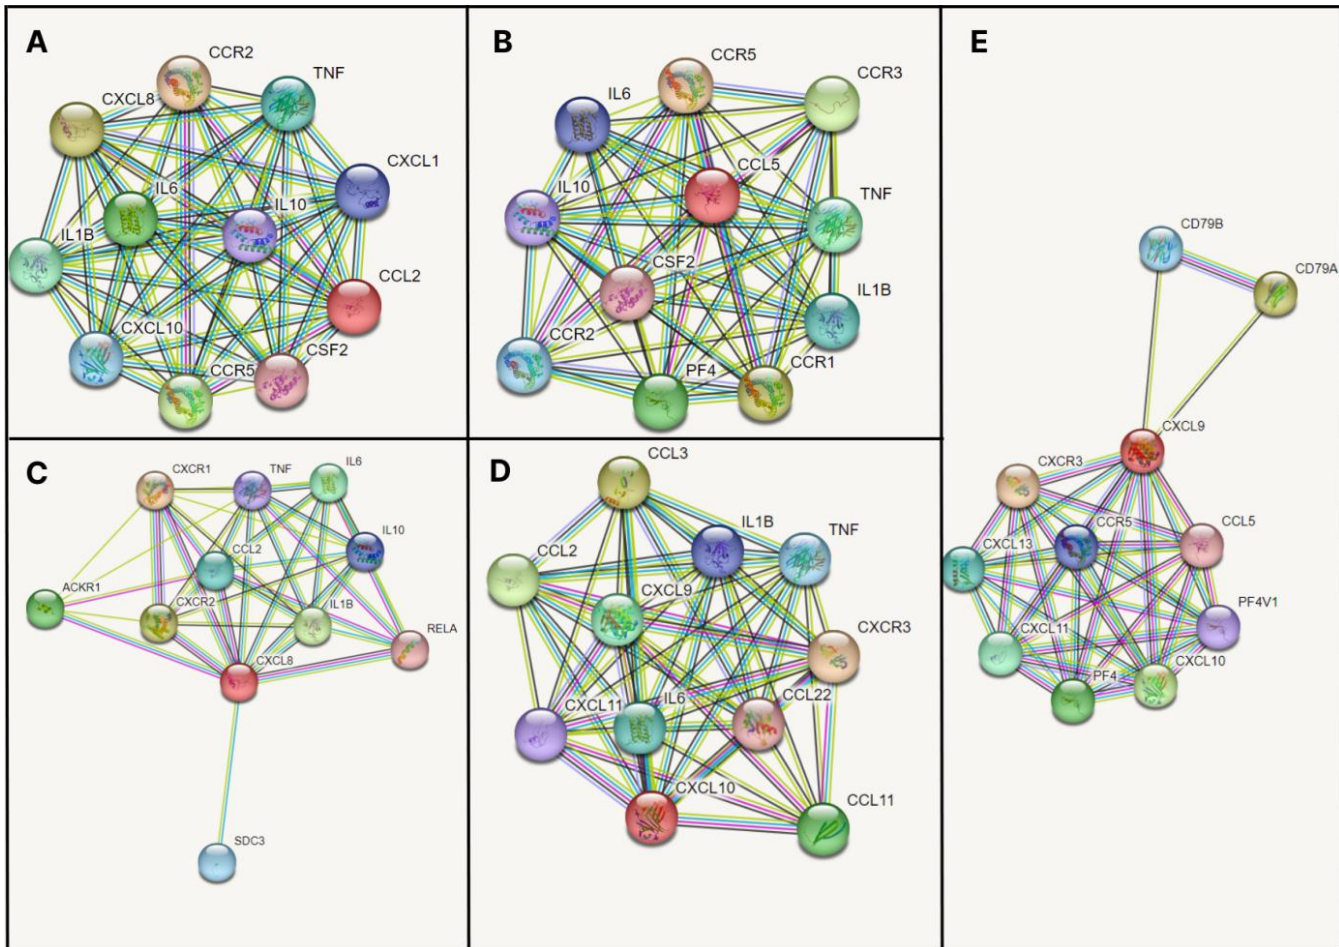 A
CCR2
TNF
CXCL8
CXCL1
IL6
IL10
IL1B
CCL2
CXCL10
CSF2
CCR5
B
CCR5
CCR3
IL6
CCL5
IL10
TNF
CSF2
IL1B
CCR2
PF4
CCR1
C
CXCR1
TNF
IL6
IL10
CCL2
ACKR1
CXCR2
IL1B
RELA
CXCL8
SDC3
D
CCL3
IL1B
TNF
CCL2
CXCL9
CXCR3
CCL22
CXCL11
IL6
CXCL10
CCL11
E
CD79B
CD79A
CXCL9
CXCR3
CCR5
CCL5
CXCL13
PF4V1
CXCL11
CXCL10
PF4